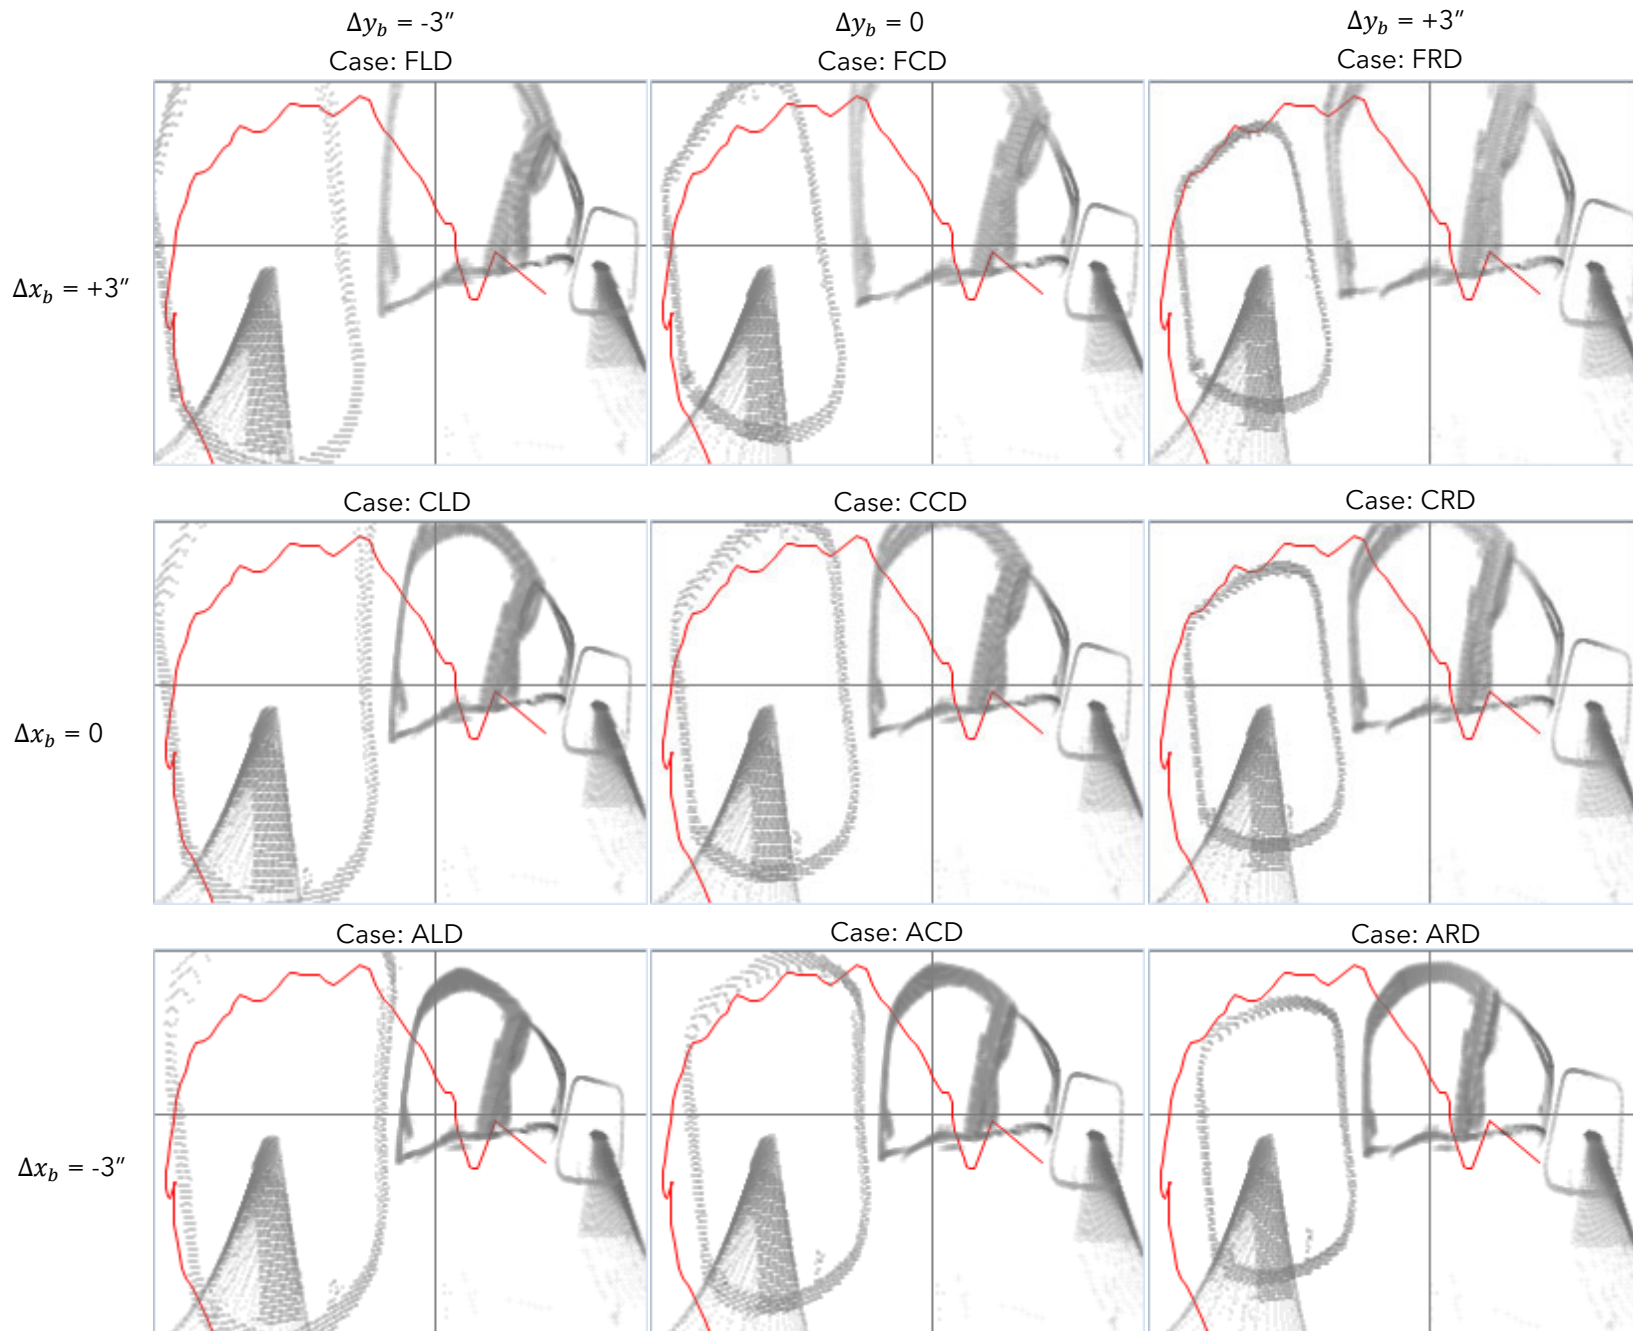 Δy_b = -3″ Δy_b = 0 Δy_b = +3″
Case: FLD Case: FCD Case: FRD
Δx_b = +3″
Case: CLD Case: CCD Case: CRD
Δx_b = 0
Case: ALD Case: ACD Case: ARD
Δx_b = -3″